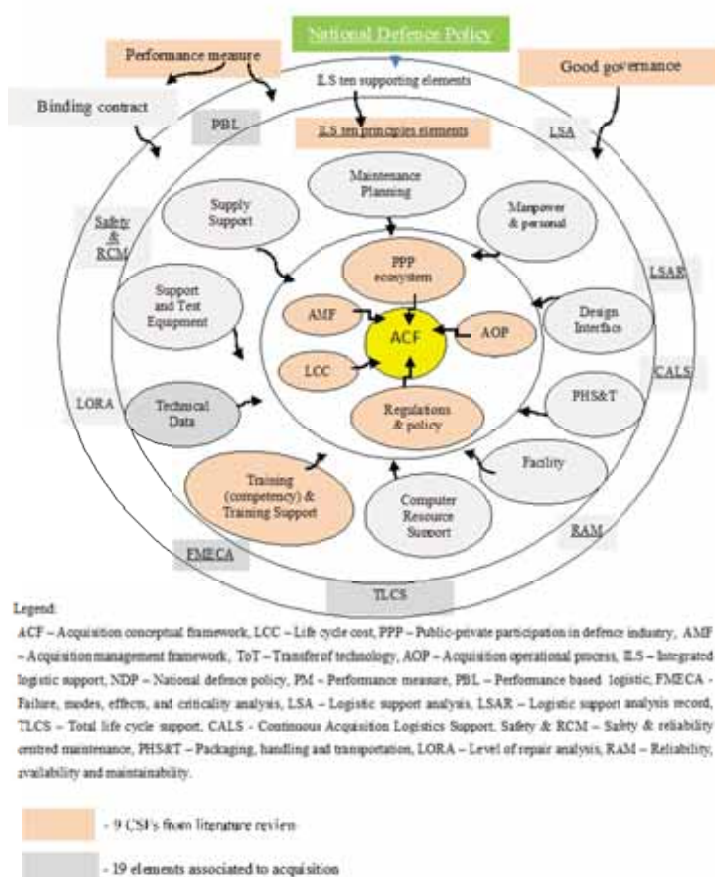 National Defence Policy
Performance measure
ILS ten supporting elements
Good governance
Binding contract
PBL
ILS ten principles elements
LSA
Maintenance
Planning
Supply
Support
Manpower
& personal
Safety
&
RCM
PPP
ecosystem
LSAR
Support
and Test
Equipment
AMF
ACF
AOP
Design
Interface
CALS
LCC
LORA
Technical
Data
Regulations
& policy
PHS&T
Facility
Training
(competency) &
Training Support
Computer
Resource
Support
RAM
FMECA
TLCS
Legend:
ACF – Acquisition conceptual framework, LCC – Life cycle cost, PPP – Public-private participation in defence industry, AMF
– Acquisition management framework, ToT – Transfer of technology, AOP – Acquisition operational process, ILS – Integrated
logistic support, NDP – National defence policy, PM - Performance measure, PBL – Performance based logistic, FMECA -
Failure, modes, effects, and criticality analysis, LSA – Logistic support analysis, LSAR – Logistic support analysis record,
TLCS – Total life cycle support, CALS - Continuous Acquisition Logistics Support, Safety & RCM – Safety & reliability
centred maintenance, PHS&T – Packaging, handling and transportation, LORA – Level of repair analysis, RAM – Reliability,
availability and maintainability.
- 9 CSFs from literature review
- 19 elements associated to acquisition